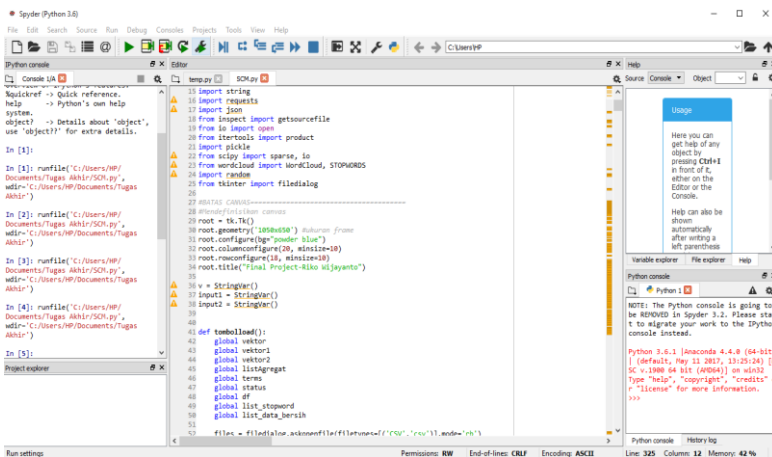 Spyder (Python 3.6)
File Edit Search Source Run Debug Consoles Projects Tools View Help
C:\Users\HP
IPython console
Console 1/A
%quickref -> Quick reference.
help -> Python's own help
system.
object? -> Details about 'object',
use 'object??' for extra details.
In [1]:
In [1]: runfile('C:/Users/HP/
Documents/Tugas Akhir/SCM.py',
wdir='C:/Users/HP/
Documents/Tugas
Akhir')
In [2]: runfile('C:/Users/HP/
Documents/Tugas Akhir/SCM.py',
wdir='C:/Users/HP/Documents/Tugas
Akhir')
In [3]: runfile('C:/Users/HP/
Documents/Tugas Akhir/SCM.py',
wdir='C:/Users/HP/Documents/Tugas
Akhir')
In [4]: runfile('C:/Users/HP/
Documents/Tugas Akhir/SCM.py',
wdir='C:/Users/HP/Documents/Tugas
Akhir')
In [5]:
Project explorer
Editor
temp.py SCM.py
15 import string
16 import requests
17 import json
18 from inspect import getsourcefile
19 from io import open
20 from itertools import product
21 import pickle
22 from scipy import sparse, io
23 from wordcloud import WordCloud, STOPWORDS
24 import random
25 from tkinter import filedialog
26
27 #BATAS CANVAS
28 #Mendefinisikan canvas
29 root = tk.Tk()
30 root.geometry('1050x650') #ukuran frame
31 root.configure(bg="powder blue")
32 root.columnconfigure(20, minsize=10)
33 root.rowconfigure(18, minsize=10)
34 root.title("Final Project-Riko Wijayanto")
35
36 v = StringVar()
37 input1 = StringVar()
38 input2 = StringVar()
39
40
41 def tombolload():
42 global vektor
43 global vektor1
44 global vektor2
45 global listAgregat
46 global terms
47 global status
48 global df
49 global list_stopword
50 global list_data_bersih
51
52 files = filedialog.askopenfile(filetypes=[('CSV','csv')],mode='rb')
Help
Source Console Object
Usage
Here you can
get help of any
object by
pressing Ctrl+I
in front of it,
either on the
Editor or the
Console.
Help can also be
shown
automatically
after writing a
left parenthesis
Variable explorer File explorer Help
Python console
Python 1
NOTE: The Python console is going to
be REMOVED in Spyder 3.2. Please sta
t to migrate your work to the IPytho
console instead.
Python 3.6.1 |Anaconda 4.4.0 (64-bit
| (default, May 11 2017, 13:25:24) [
SC v.1900 64 bit (AMD64)] on win32
Type "help", "copyright", "credits"
r "license" for more information.
>>>
Python console History log
Run settings
Permissions: RW End-of-lines: CRLF Encoding: ASCII Line: 325 Column: 12 Memory: 42 %